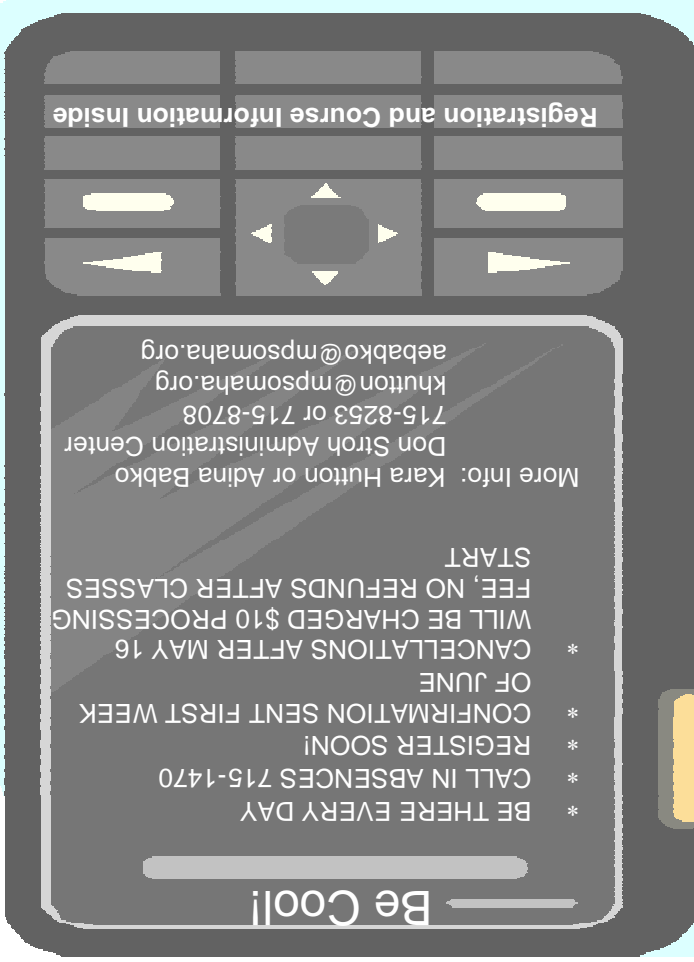 Be Cool!
* BE THERE EVERY DAY
* CALL IN ABSENCES 715-1470
* REGISTER SOON!
* CONFIRMATION SENT FIRST WEEK
OF JUNE
* CANCELLATIONS AFTER MAY 16
WILL BE CHARGED $10 PROCESSING
FEE, NO REFUNDS AFTER CLASSES
START
More Info: Kara Hutton or Adina Babko
Don Stroh Administration Center
715-8253 or 715-8708
khutton@mpsomaha.org
aebabko@mpsomaha.org
Registration and Course Information Inside